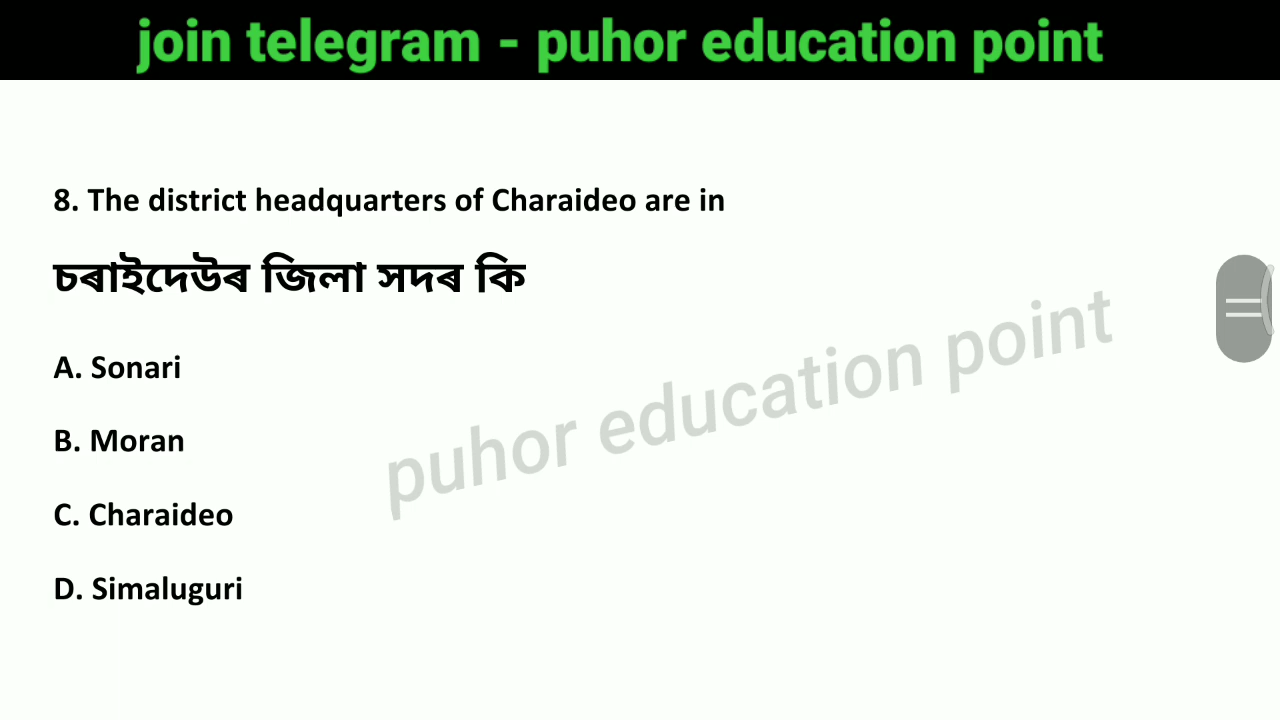 join telegram - puhor education point
8. The district headquarters of Charaideo are in
চৰাইদেউৰ জিলা সদৰ কি
A. Sonari
B. Moran
C. Charaideo
D. Simaluguri
puhor education point